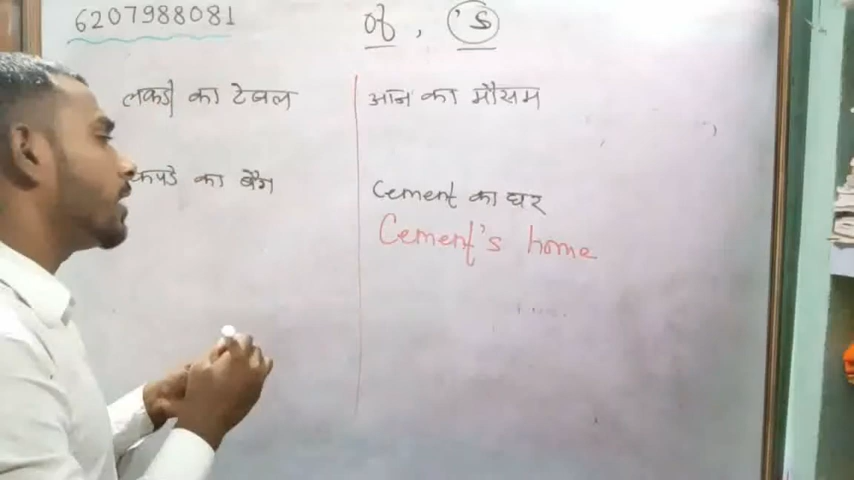 6207988081
of , 's
लकड़ी का टेबल
कपड़े का बैग
आज का मौसम
Cement का घर
Cement's home